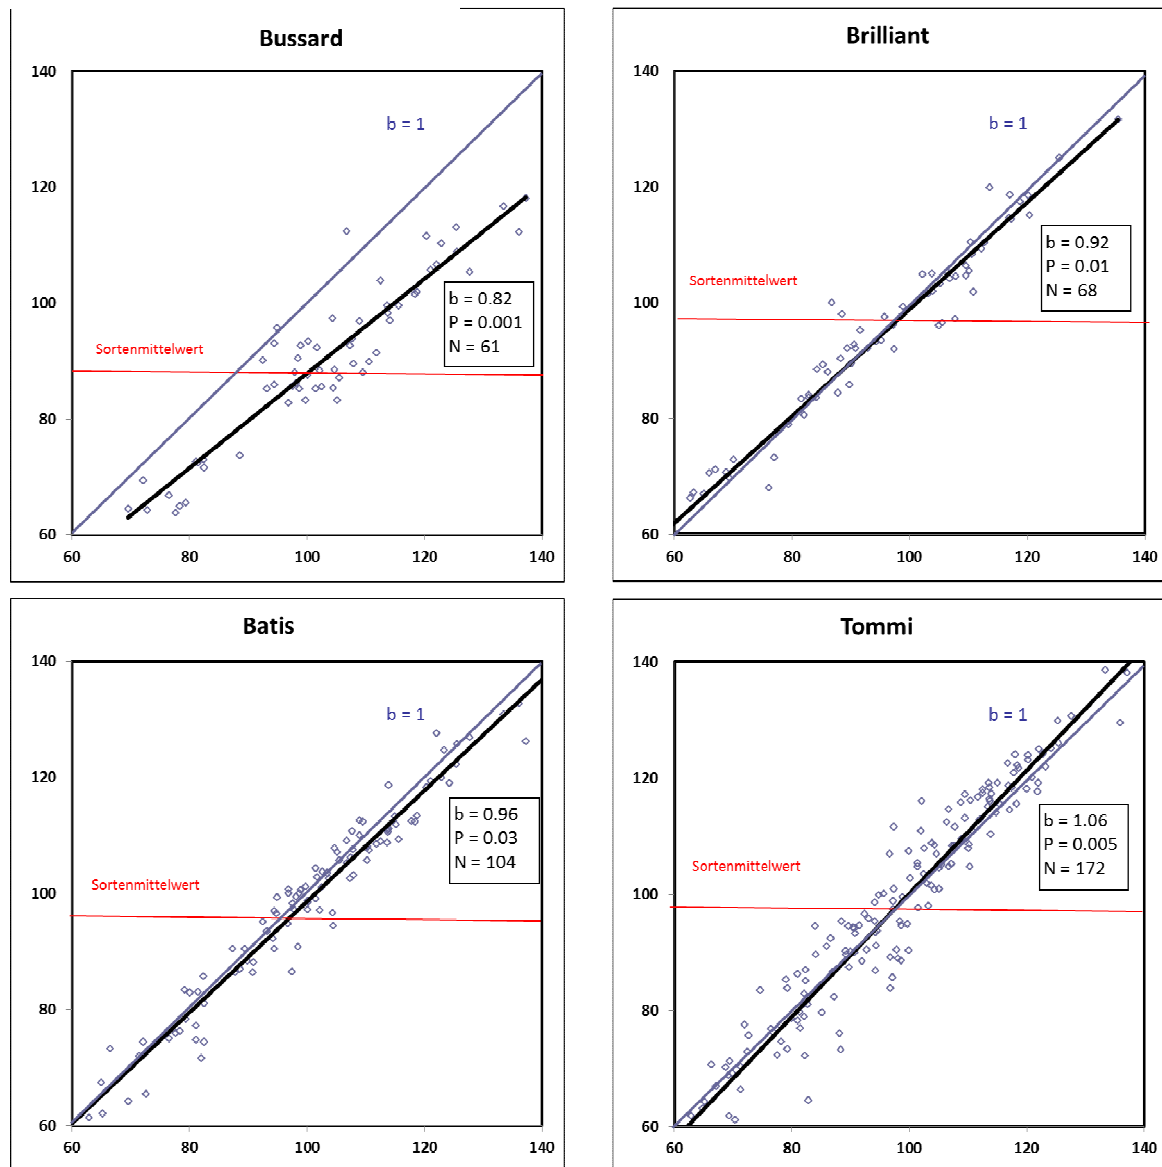 Bussard
140
120
100
80
60
60
80
100
120
140
b = 1
Sortenmittelwert
b = 0.82
P = 0.001
N = 61
Brilliant
140
120
100
80
60
60
80
100
120
140
b = 1
Sortenmittelwert
b = 0.92
P = 0.01
N = 68
Batis
140
120
100
80
60
60
80
100
120
140
b = 1
Sortenmittelwert
b = 0.96
P = 0.03
N = 104
Tommi
140
120
100
80
60
60
80
100
120
140
b = 1
Sortenmittelwert
b = 1.06
P = 0.005
N = 172